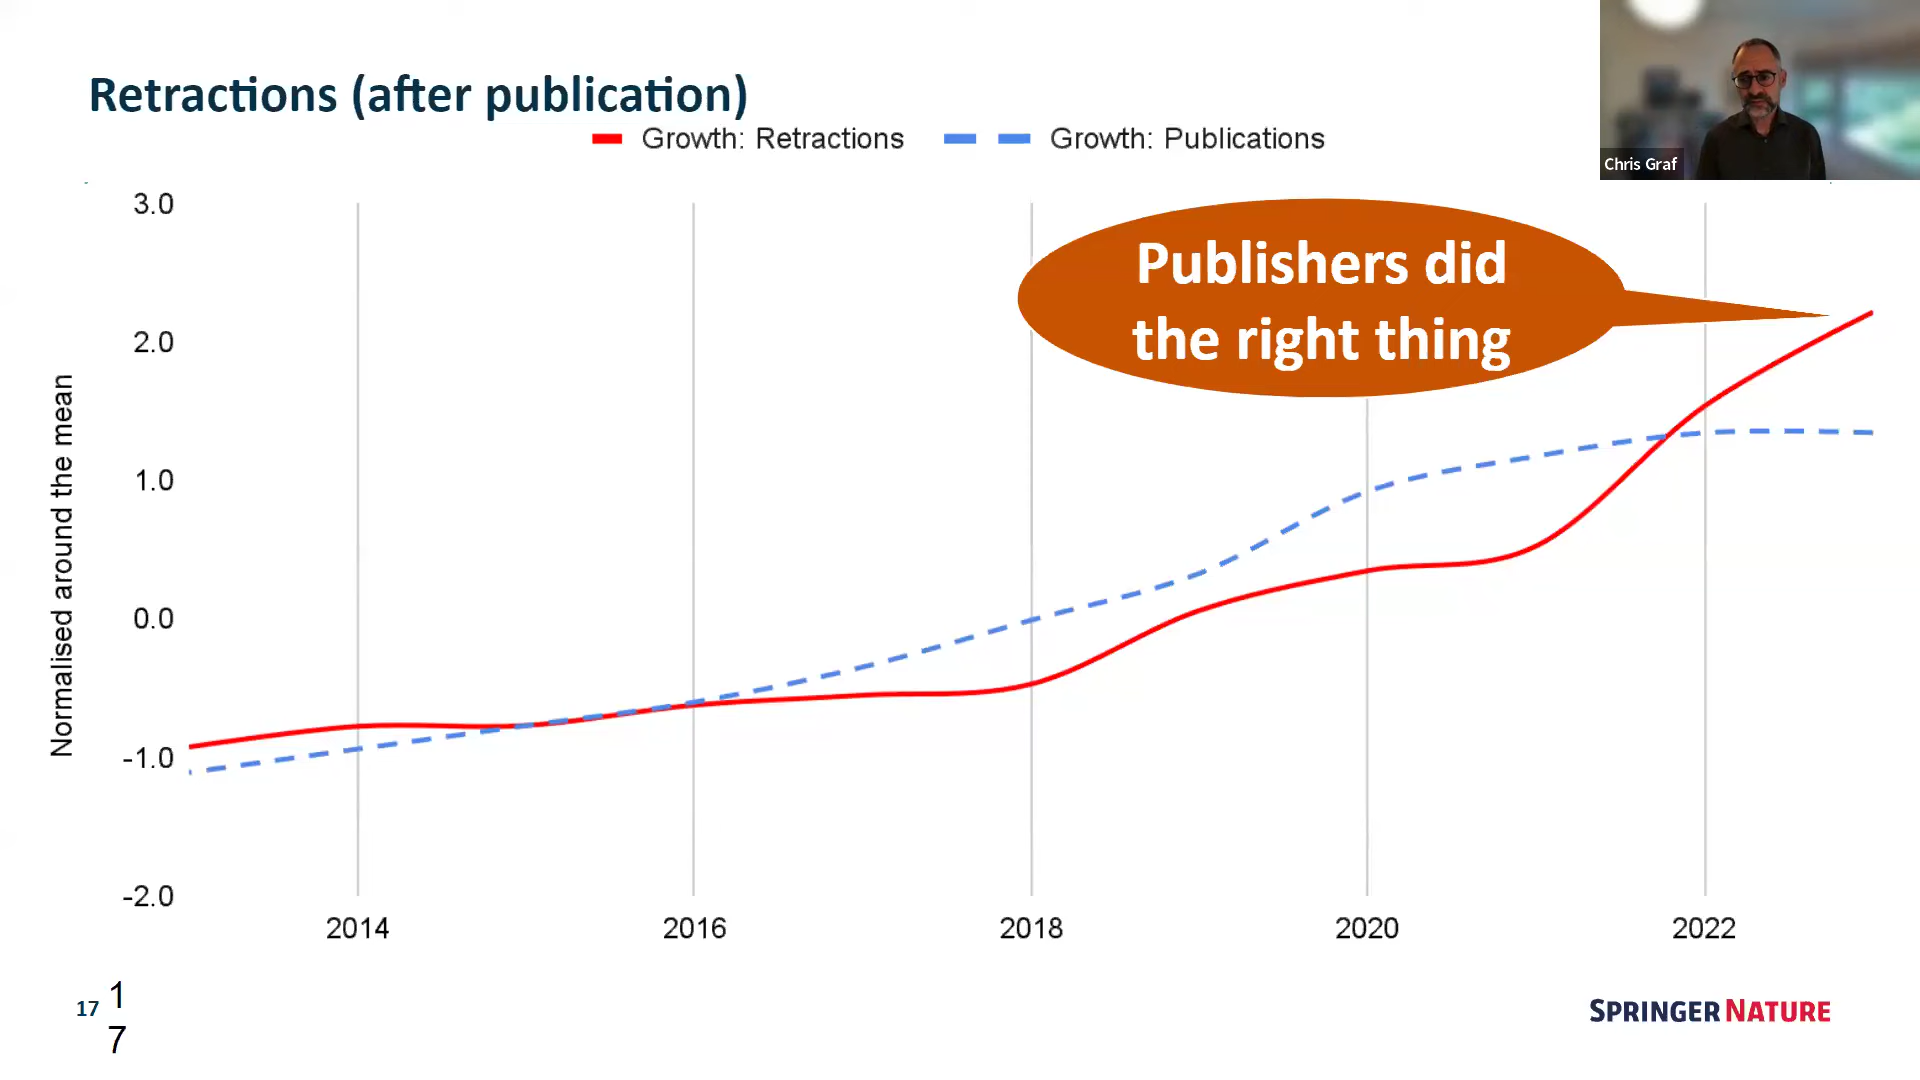 Retractions (after publication)
Growth: Retractions
Growth: Publications
Chris Graf
3.0
2.0
1.0
0.0
-1.0
-2.0
Normalised around the mean
Publishers did
the right thing
2014
2016
2018
2020
2022
17
1
7
SPRINGER NATURE